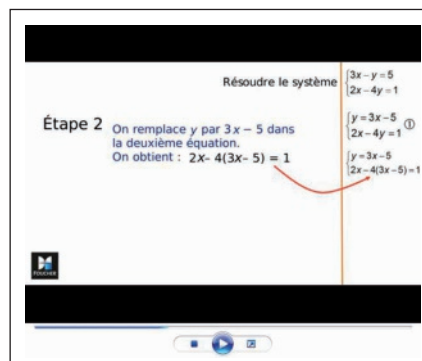 Résoudre le système
3x – y = 5
2x – 4y = 1
Étape 2
On remplace y par 3x – 5 dans
la deuxième équation.
On obtient : 2x– 4(3x– 5) = 1
y = 3x – 5
2x – 4y = 1 ①
y = 3x – 5
2x – 4(3x – 5) = 1
FOUCHER